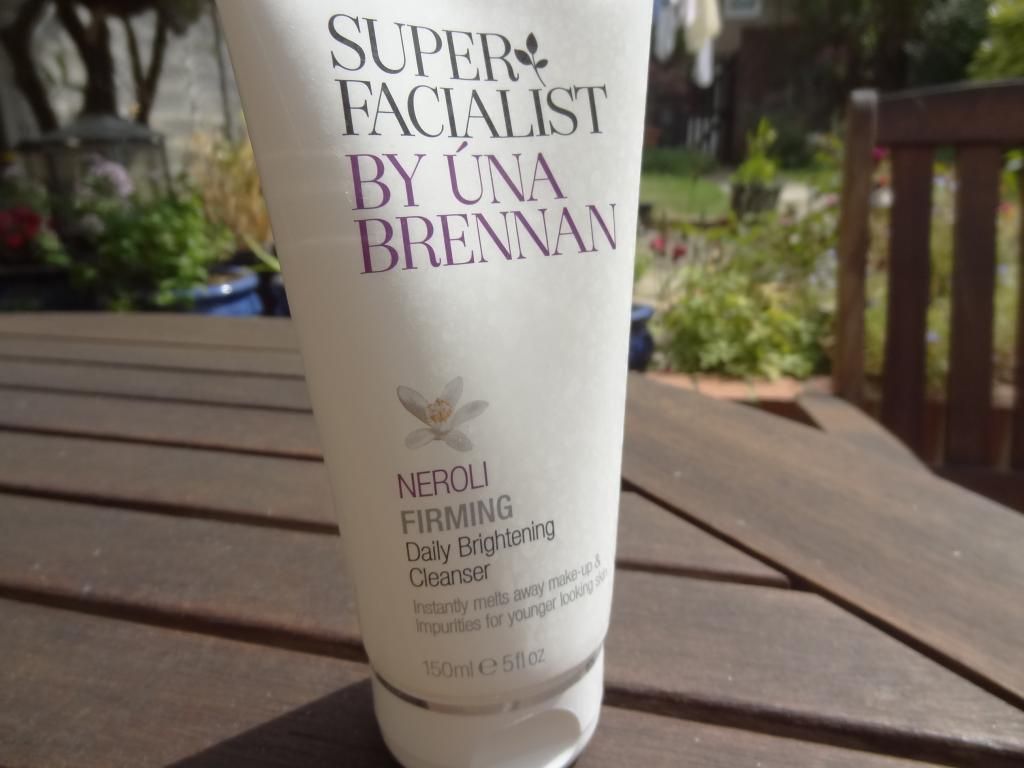 SUPER
FACIALIST
BY ÚNA
BRENNAN
NEROLI
FIRMING
Daily Brightening
Cleanser
Instantly melts away make-up &
impurities for younger looking skin
150ml ℮ 5fl oz